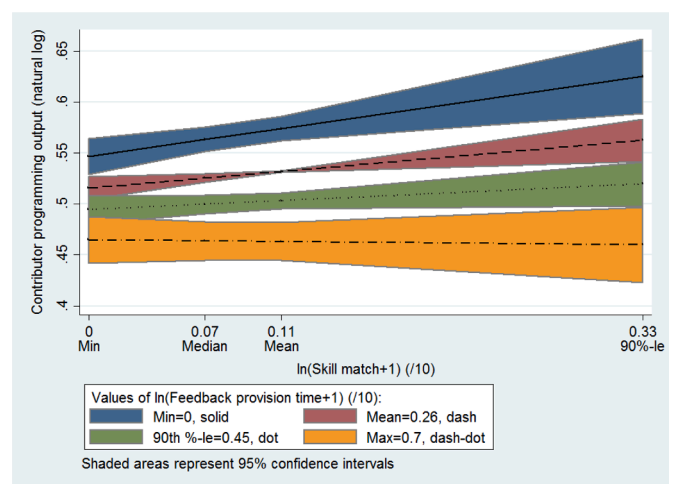 Contributor programming output (natural log)
.65
.6
.55
.5
.45
.4
0 0.07 0.11 0.33
Min Median Mean 90%-le
ln(Skill match+1) (/10)
Values of ln(Feedback provision time+1) (/10):
Min=0, solid Mean=0.26, dash
90th %-le=0.45, dot Max=0.7, dash-dot
Shaded areas represent 95% confidence intervals